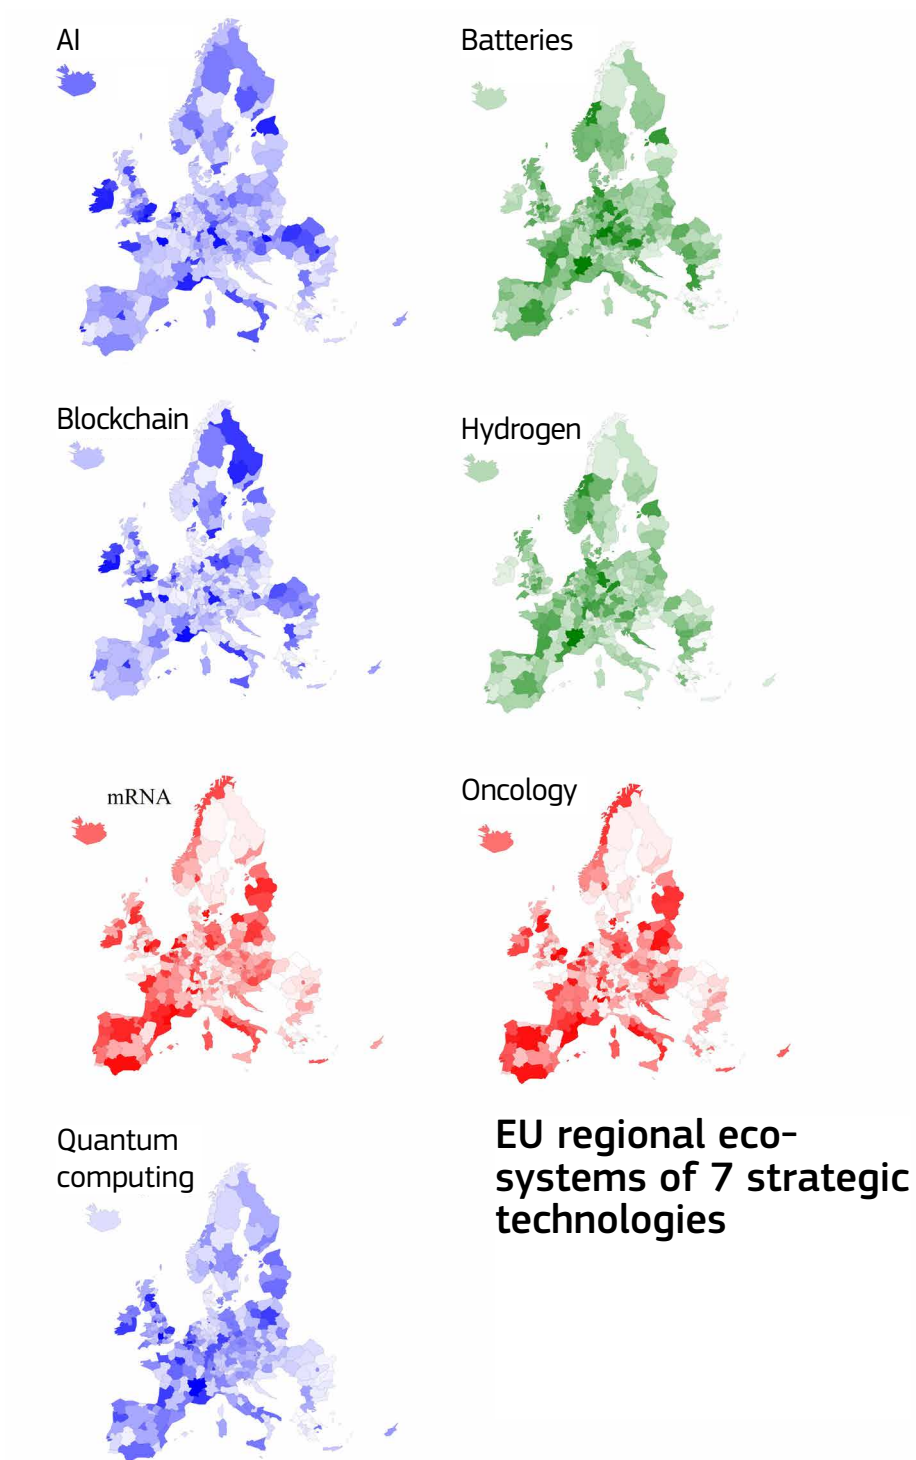 AI
Batteries
Blockchain
Hydrogen
mRNA
Oncology
Quantum
computing
EU regional eco-
systems of 7 strategic
technologies